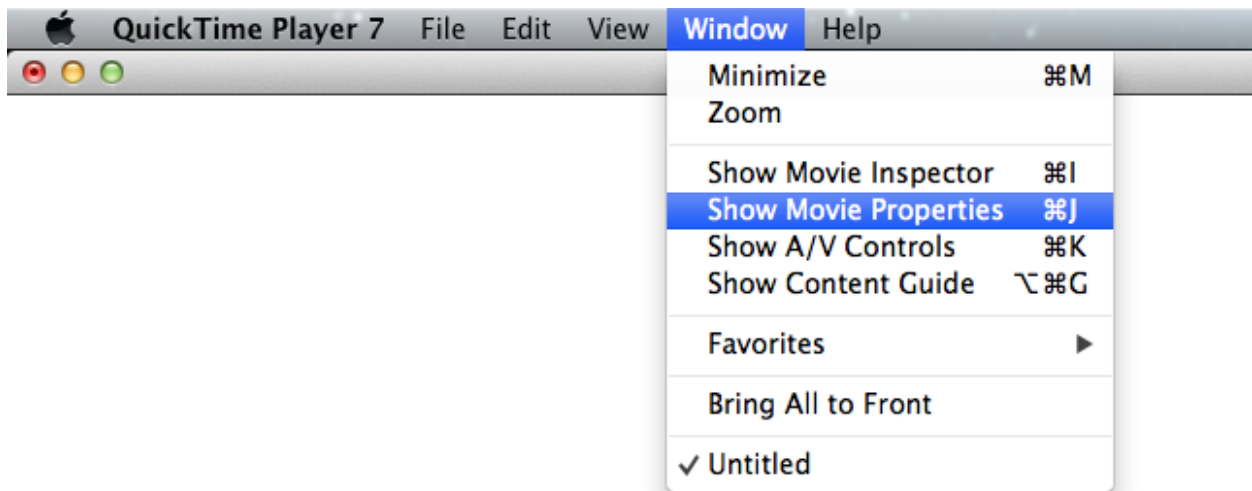 QuickTime Player 7 File Edit View Window Help
Minimize ⌘M
Zoom
Show Movie Inspector ⌘I
Show Movie Properties ⌘J
Show A/V Controls ⌘K
Show Content Guide ⌥⌘G
Favorites ▶
Bring All to Front
✓ Untitled